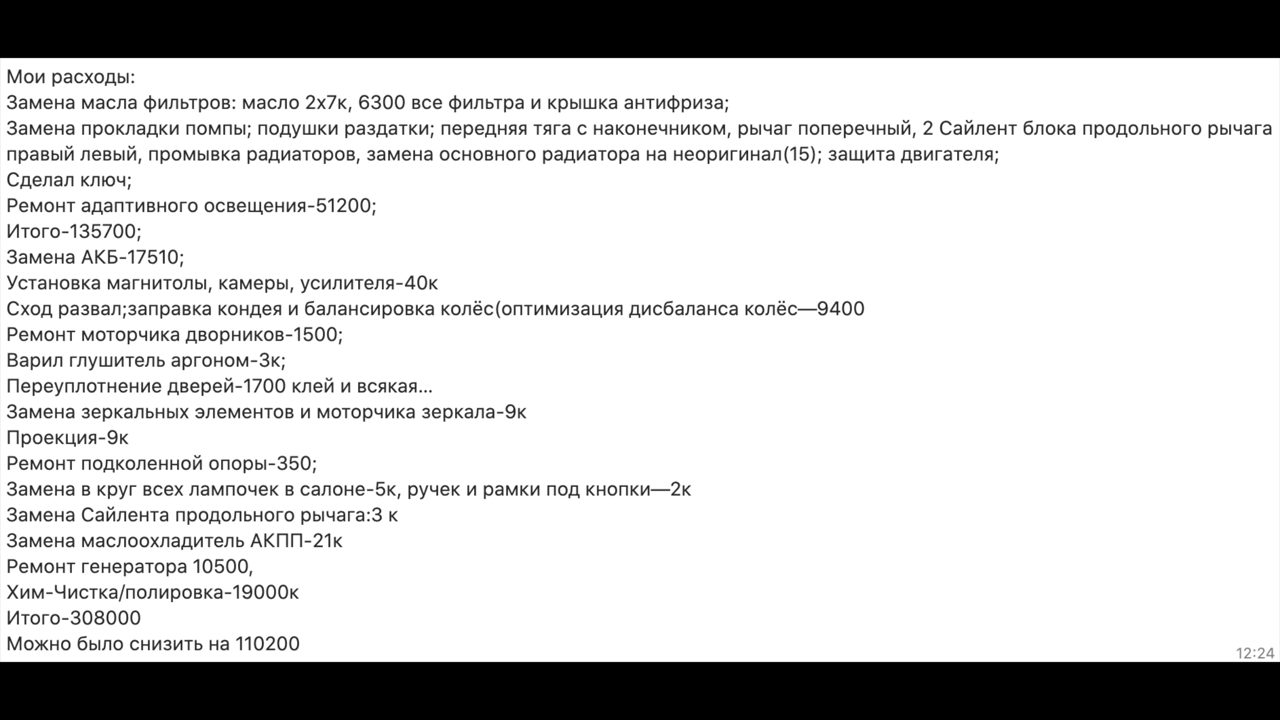 Мои расходы:
Замена масла фильтров: масло 2х7к, 6300 все фильтра и крышка антифриза;
Замена прокладки помпы; подушки раздатки; передняя тяга с наконечником, рычаг поперечный, 2 Сайлент блока продольного рычага
правый левый, промывка радиаторов, замена основного радиатора на неоригинал(15); защита двигателя;
Сделал ключ;
Ремонт адаптивного освещения-51200;
Итого-135700;
Замена АКБ-17510;
Установка магнитолы, камеры, усилителя-40к
Сход развал;заправка кондея и балансировка колёс(оптимизация дисбаланса колёс—9400
Ремонт моторчика дворников-1500;
Варил глушитель аргоном-3к;
Переуплотнение дверей-1700 клей и всякая...
Замена зеркальных элементов и моторчика зеркала-9к
Проекция-9к
Ремонт подколенной опоры-350;
Замена в круг всех лампочек в салоне-5к, ручек и рамки под кнопки—2к
Замена Сайлента продольного рычага:3 к
Замена маслоохладитель АКПП-21к
Ремонт генератора 10500,
Хим-Чистка/полировка-19000к
Итого-308000
Можно было снизить на 110200
12:24